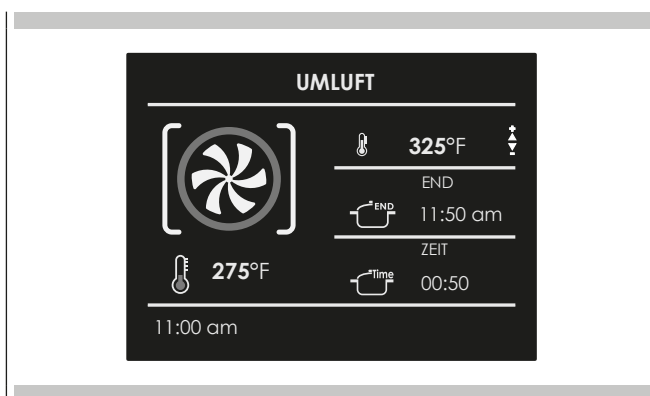 UMLUFT
325°F
END
END 11:50 am
ZEIT
275°F
Time 00:50
11:00 am